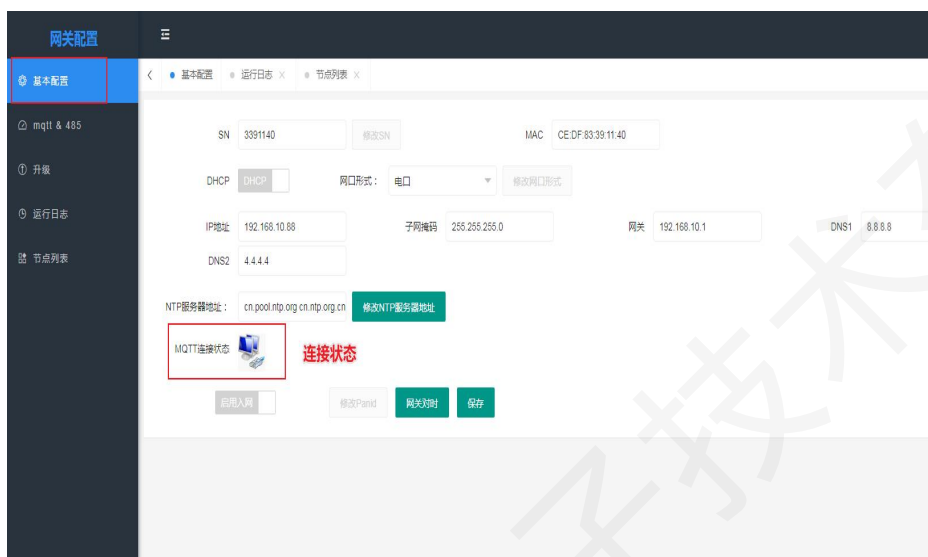 网关配置
基本配置
mqtt & 485
升级
运行日志
节点列表
基本配置 运行日志 节点列表
SN 3391140 修改SN MAC CE:DF:83:39:11:40
DHCP DHCP 网口形式： 电口 修改网口形式
IP地址 192.168.10.88 子网掩码 255.255.255.0 网关 192.168.10.1 DNS1 8.8.8.8
DNS2 4.4.4.4
NTP服务器地址： cn.pool.ntp.org cn.ntp.org.cn 修改NTP服务器地址
MQTT连接状态 连接状态
启用入网 修改Panid 网关对时 保存
子技术